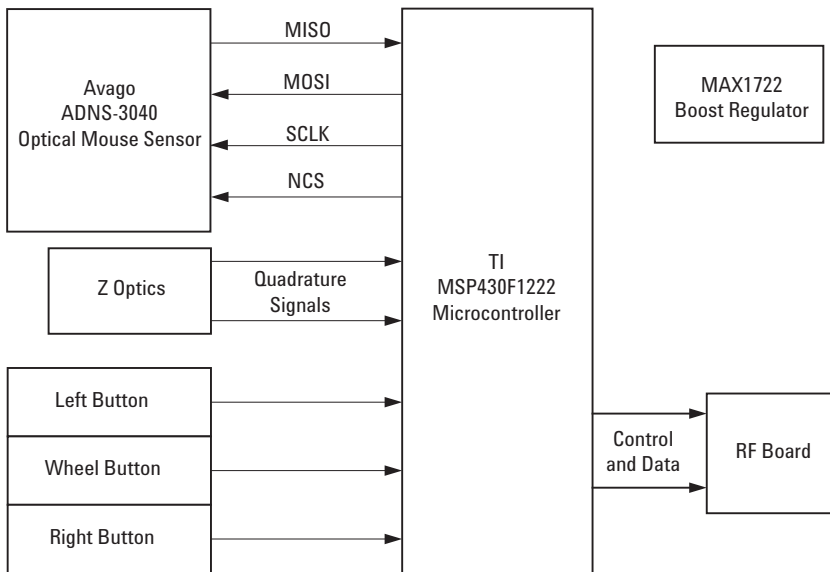 Avago
ADNS-3040
Optical Mouse Sensor
MISO
MOSI
SCLK
NCS
MAX1722
Boost Regulator
Z Optics
Quadrature
Signals
TI
MSP430F1222
Microcontroller
Left Button
Wheel Button
Right Button
Control
and Data
RF Board